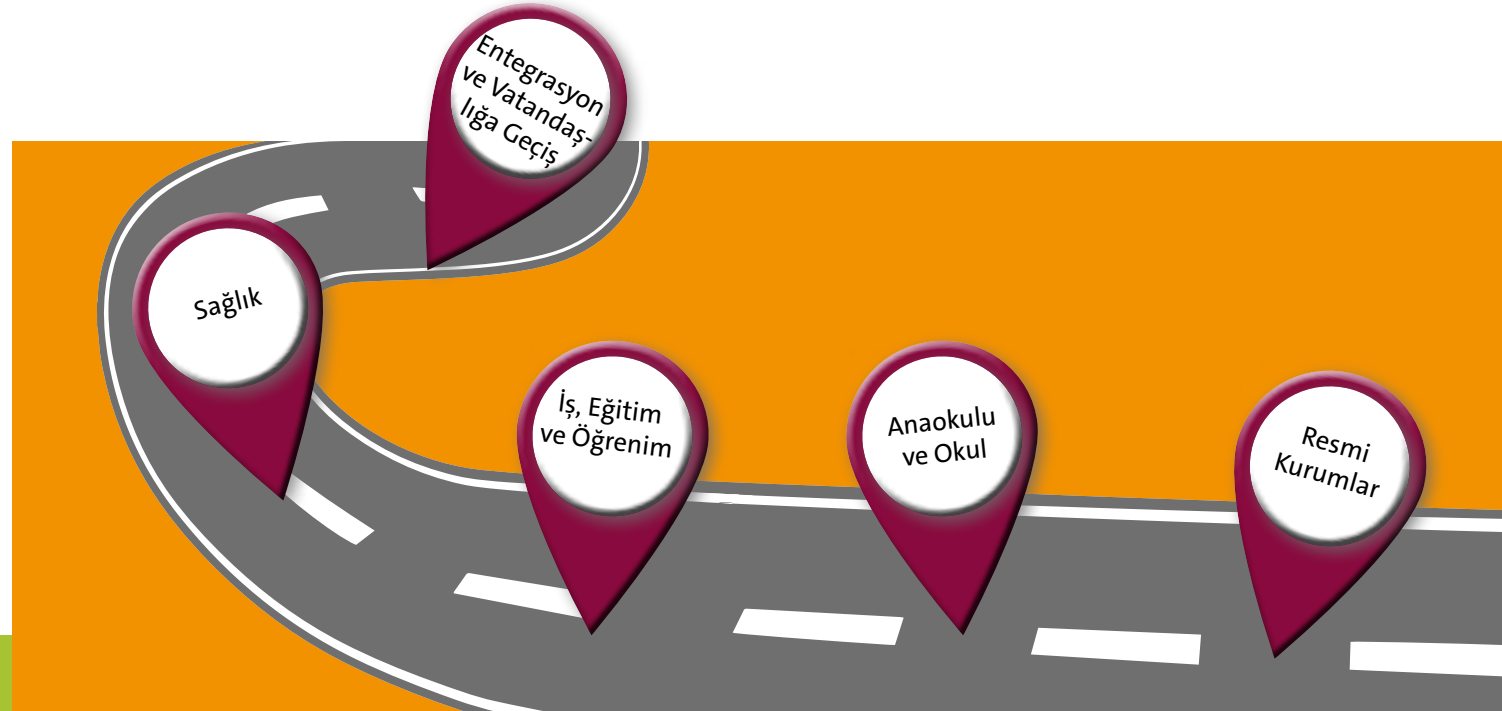 Entegrasyon
ve Vatandaş-
lığa Geçiş
Sağlık
İş, Eğitim
ve Öğrenim
Anaokulu
ve Okul
Resmi
Kurumlar